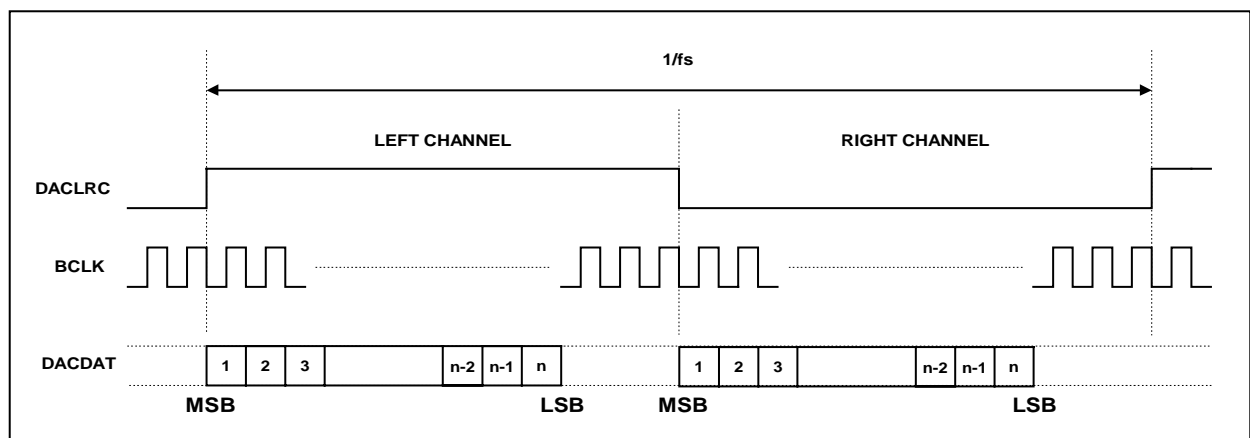 1/fs
LEFT CHANNEL RIGHT CHANNEL
DACLRC
BCLK
DACDAT 1 2 3 n-2 n-1 n 1 2 3 n-2 n-1 n
MSB LSB MSB LSB